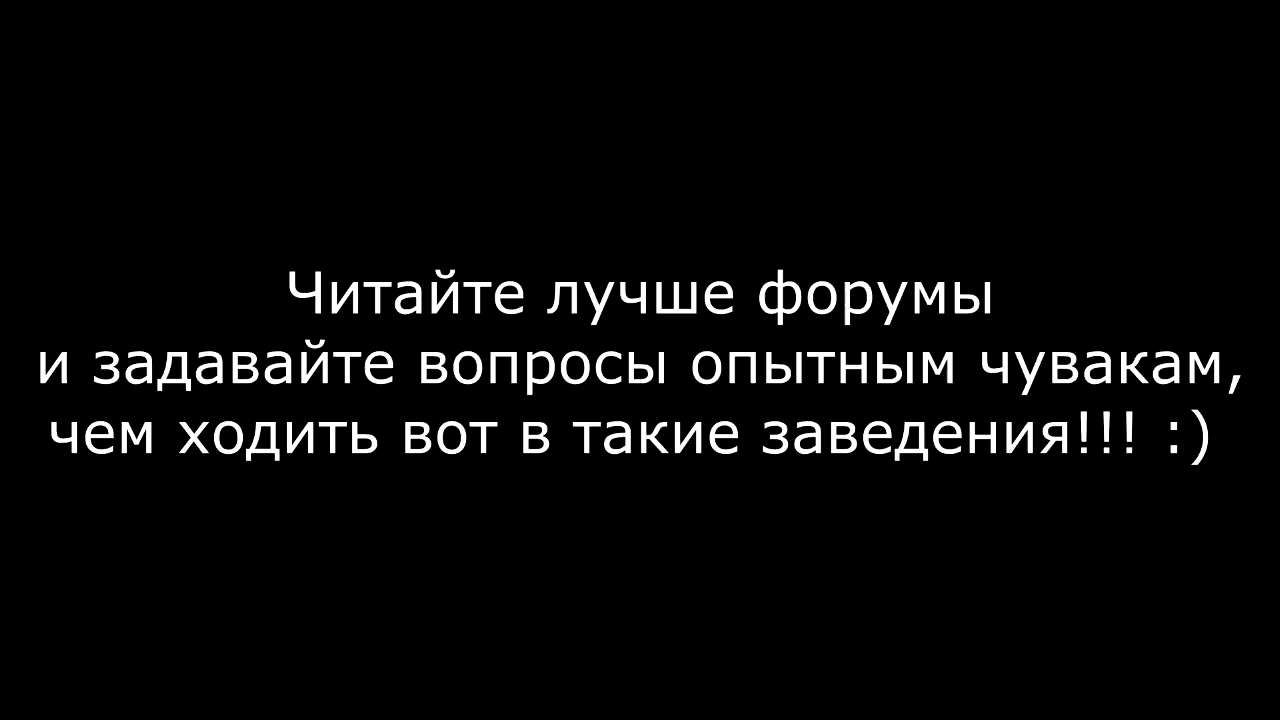 Читайте лучше форумы
и задавайте вопросы опытным чувакам,
чем ходить вот в такие заведения!!! :)